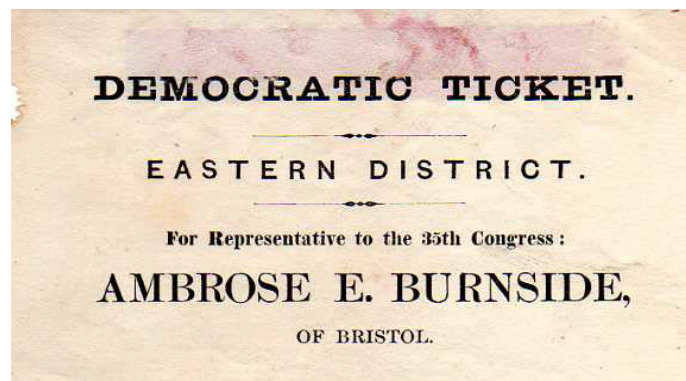 DEMOCRATIC TICKET.
EASTERN DISTRICT.
For Representative to the 35th Congress:
AMBROSE E. BURNSIDE,
OF BRISTOL.